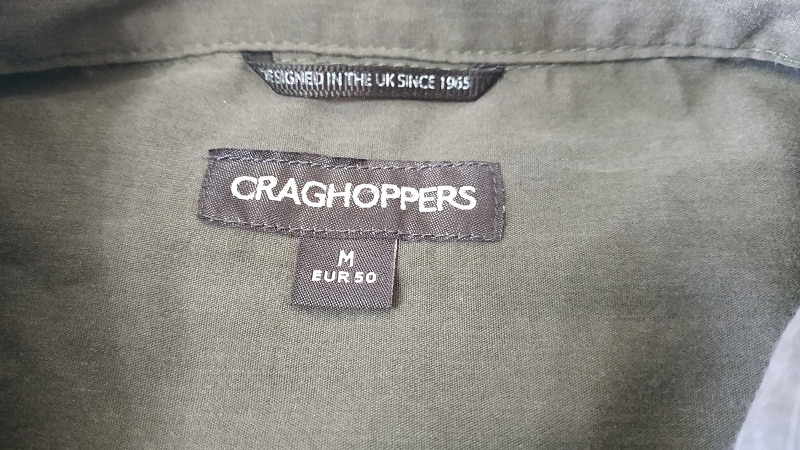 DESIGNED IN THE UK SINCE 1965
CRAGHOPPERS
M
EUR 50